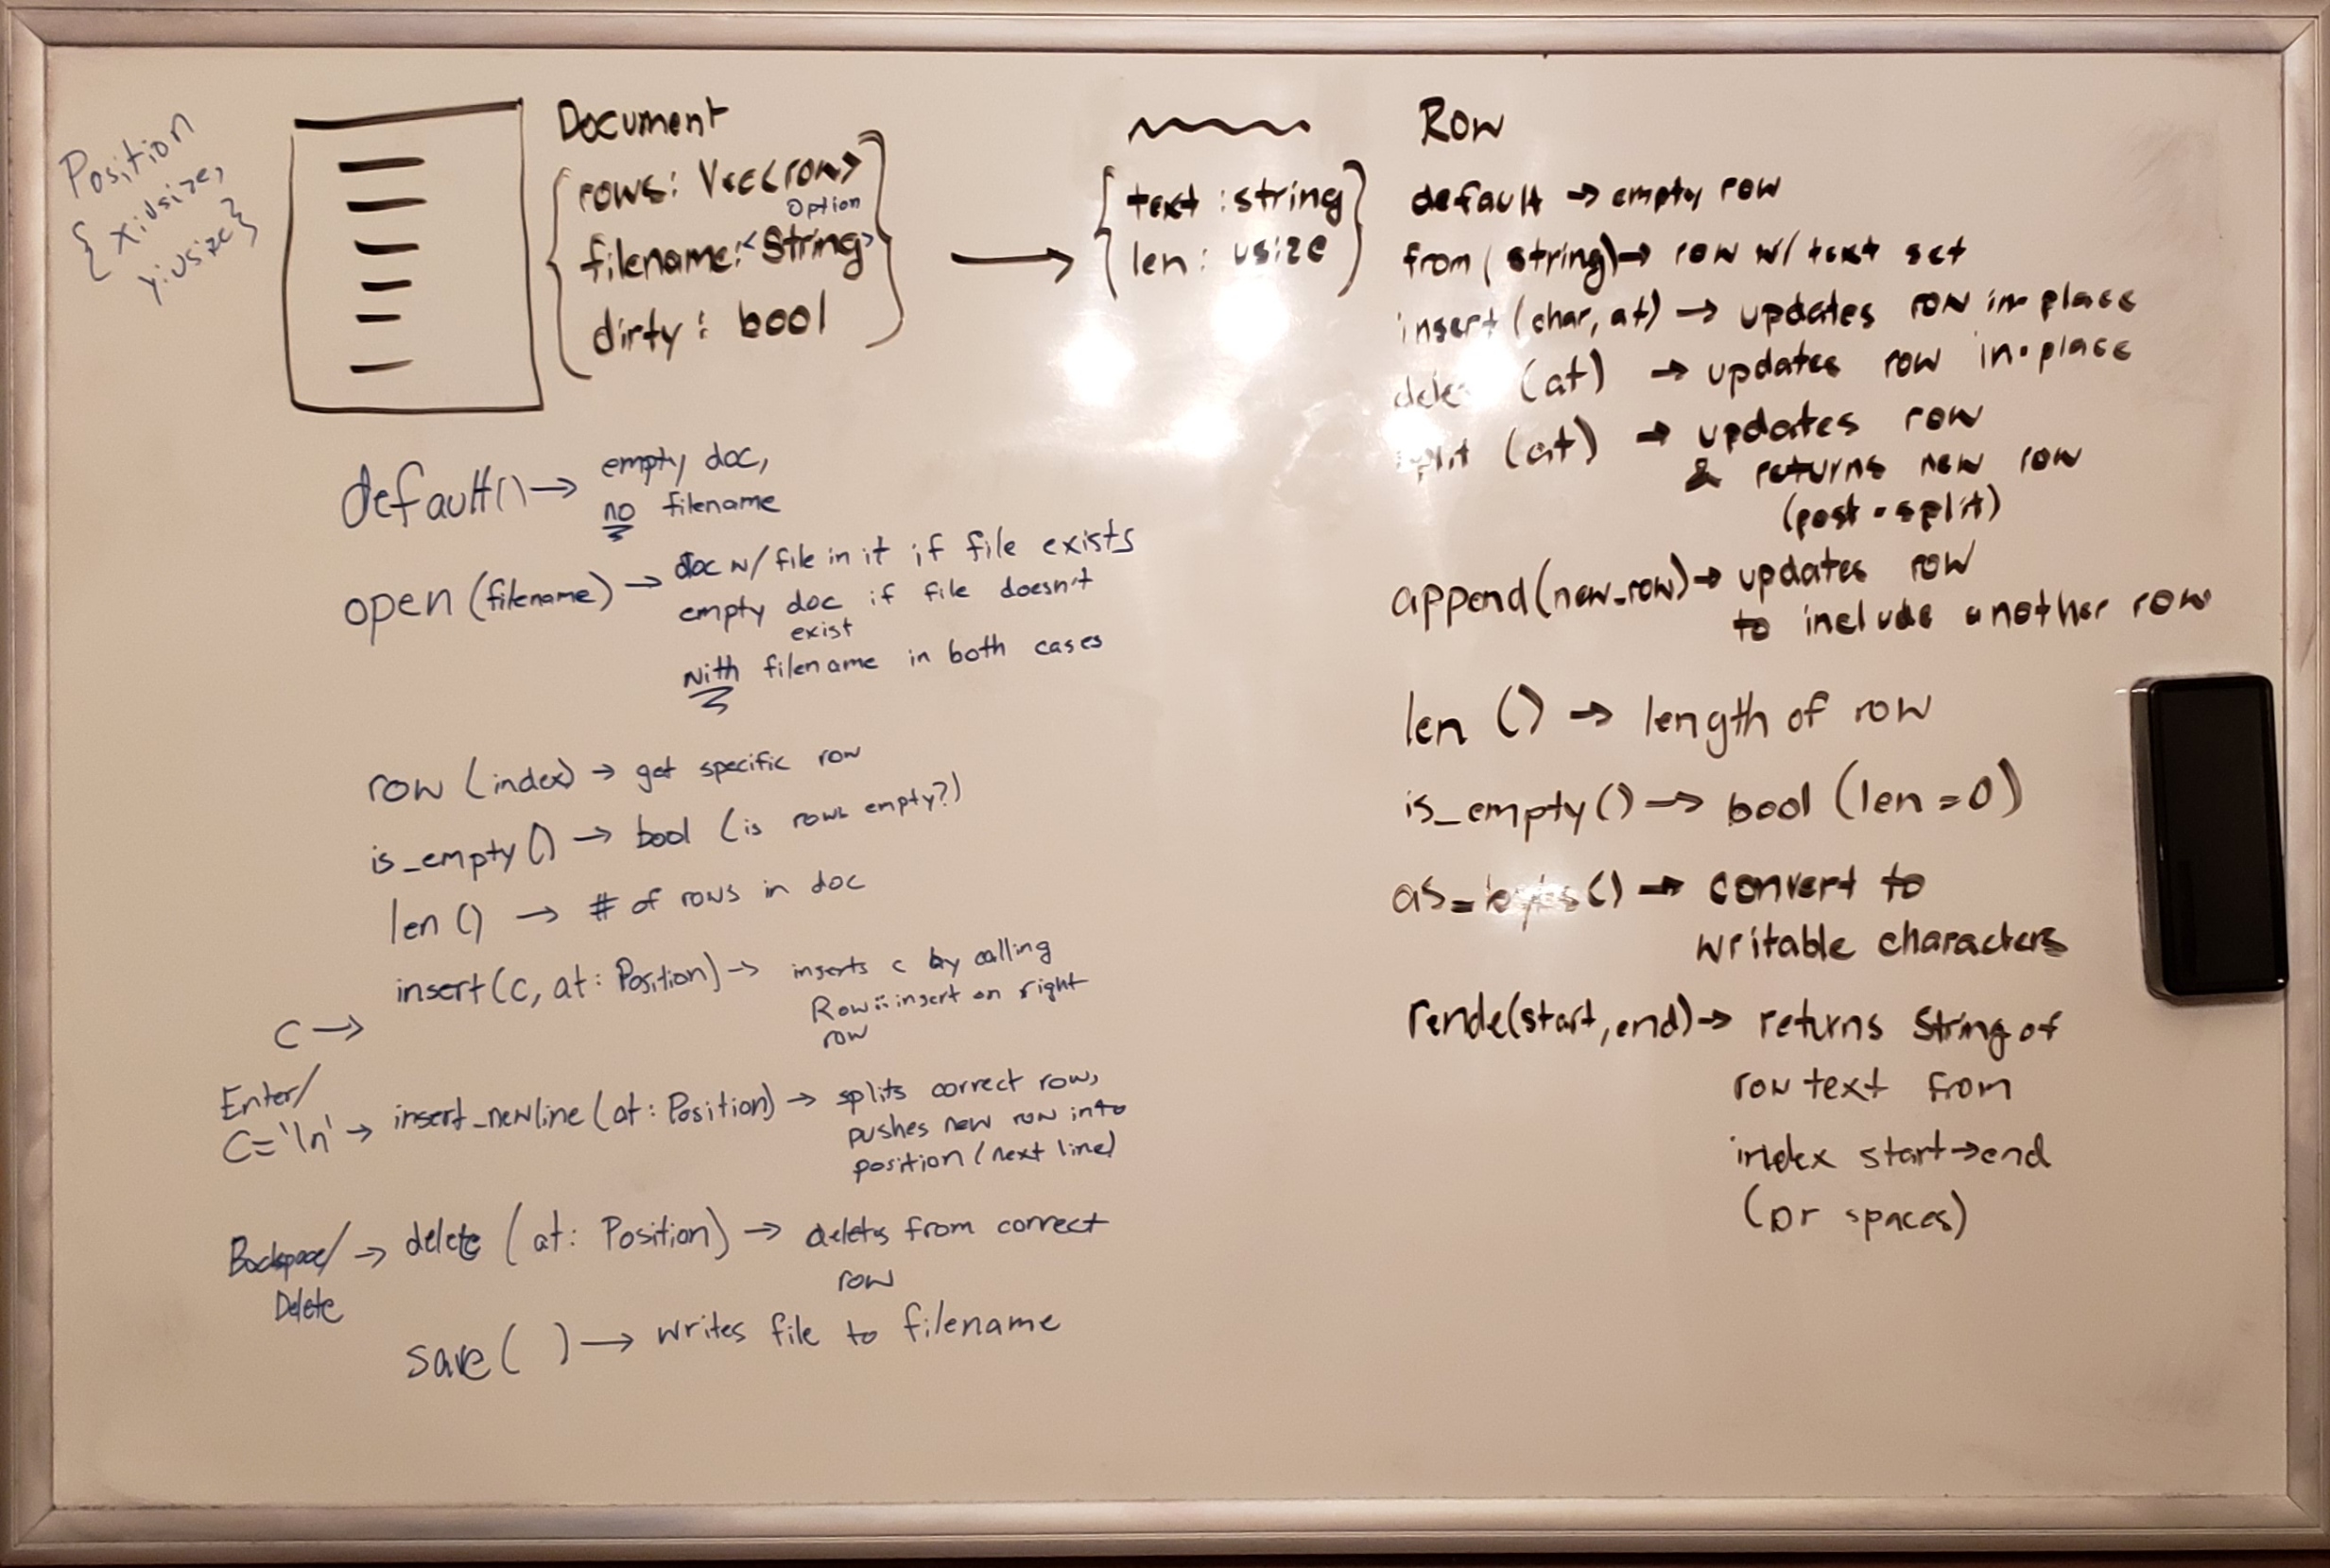 Position
{ x:usize,
y:usize}
Document
{ rows: Vec<row>
Option
filename:<String>
dirty: bool }
default() → empty doc,
no filename
open (filename) → doc w/ file in it if file exists
empty doc if file doesn't
exist
with filename in both cases
row (index) → get specific row
is_empty () → bool (is rows empty?)
len () → # of rows in doc
insert(c, at: Position) → inserts c by calling
Row::insert on right
row
C →
Enter/
C='\n' → insert_newline (at: Position) → splits correct row,
pushes new row into
position (next line)
Backspace/
Delete → delete (at: Position) → deletes from correct
row
save( ) → writes file to filename
{ text: string
len: usize }
Row
default → empty row
from (string) → row w/ text set
insert (char, at) → updates row in-place
(at) → updates row in-place
split (at) → updates row
& returns new row
(post-split)
append(new_row) → updates row
to include another row
len () → length of row
is_empty () → bool (len = 0)
as_bytes() → convert to
writable characters
rende(start, end) → returns String of
row text from
index start→end
(or spaces)